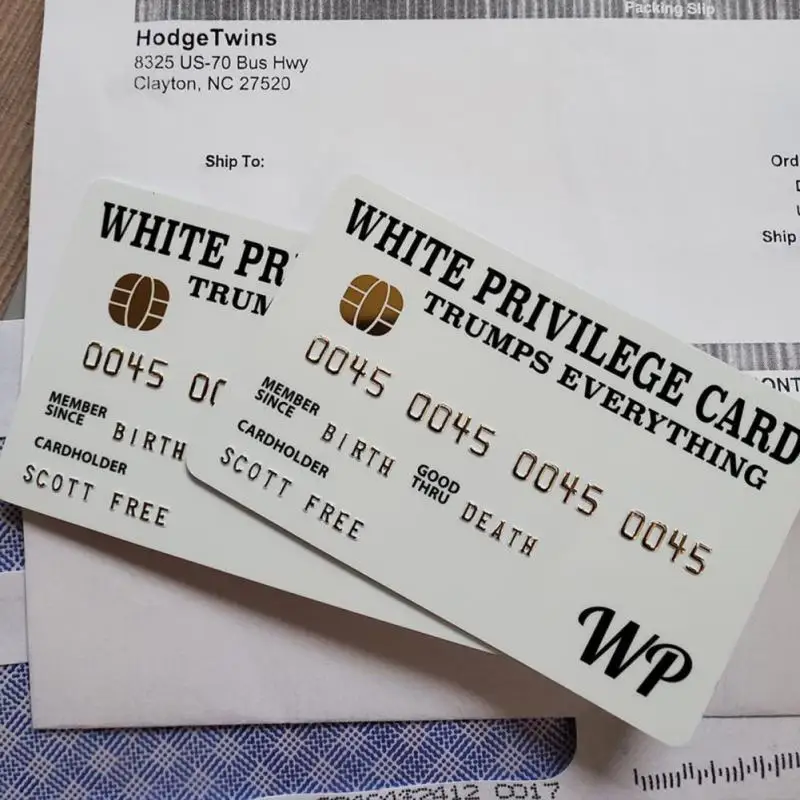 Packing Slip
HodgeTwins
8325 US-70 Bus Hwy
Clayton, NC 27520
Ship To:
Ord
Ship
WHITE PR
TRUM
0045
MEMBER
SINCE
BIRTH
CARDHOLDER
SCOTT FREE
WHITE PRIVILEGE CARD
TRUMPS EVERYTHING
0045 0045 0045 0045
MEMBER
SINCE
BIRTH
GOOD
THRU
DEATH
CARDHOLDER
SCOTT FREE
WP